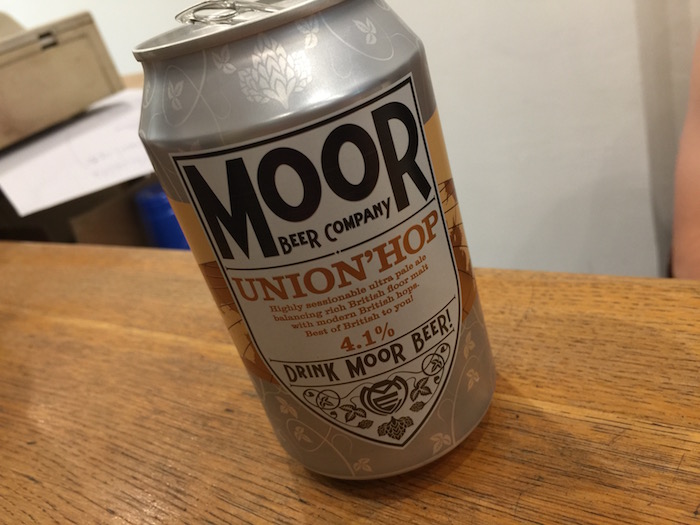 MOOR
BEER COMPANY
UNION'HOP
Highly sessionable ultra pale ale
balancing rich British floor malt
with modern British hops.
Best of British to you!
4.1%
DRINK MOOR BEER!